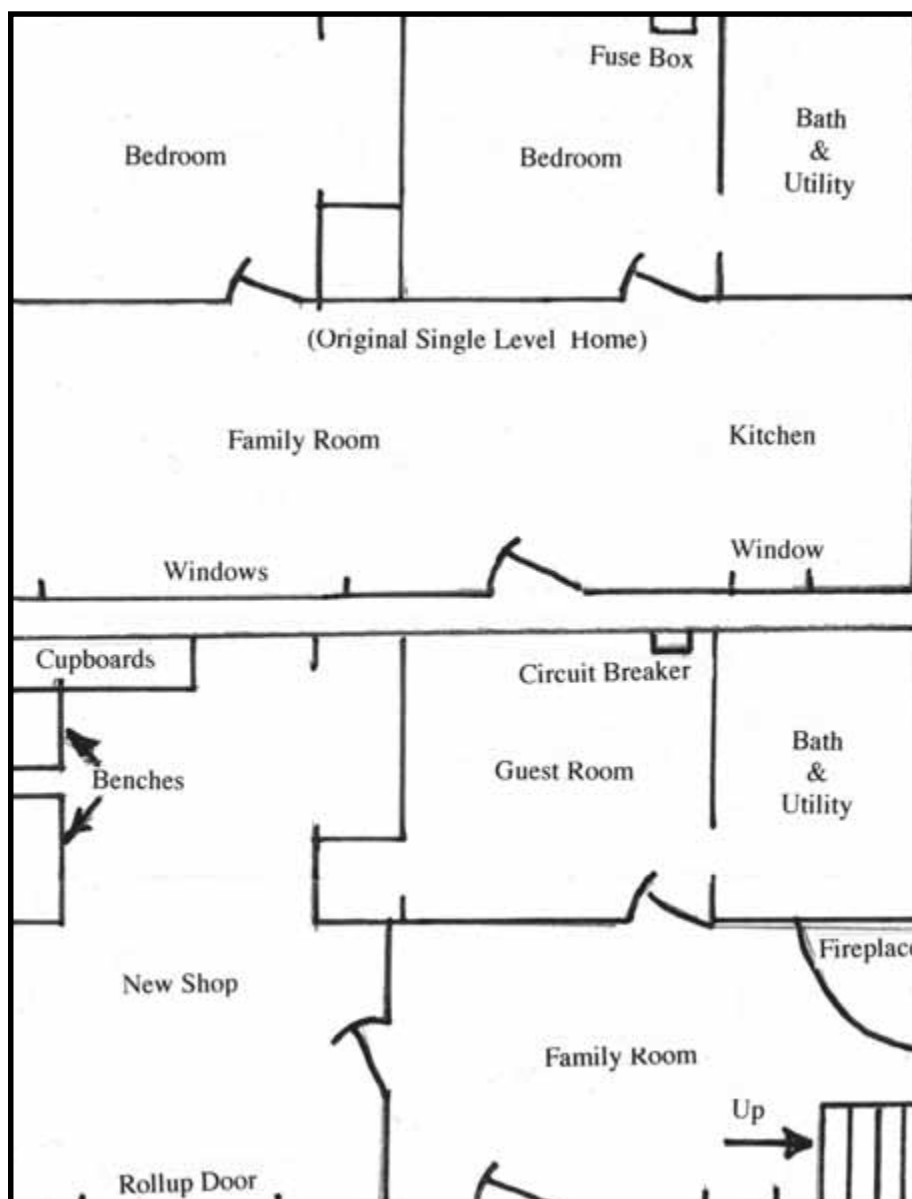 Fuse Box
Bedroom
Bedroom
Bath
&
Utility
(Original Single Level Home)
Family Room
Kitchen
Windows
Window
Cupboards
Circuit Breaker
Benches
Guest Room
Bath
&
Utility
New Shop
Fireplace
Family Room
Up
Rollup Door